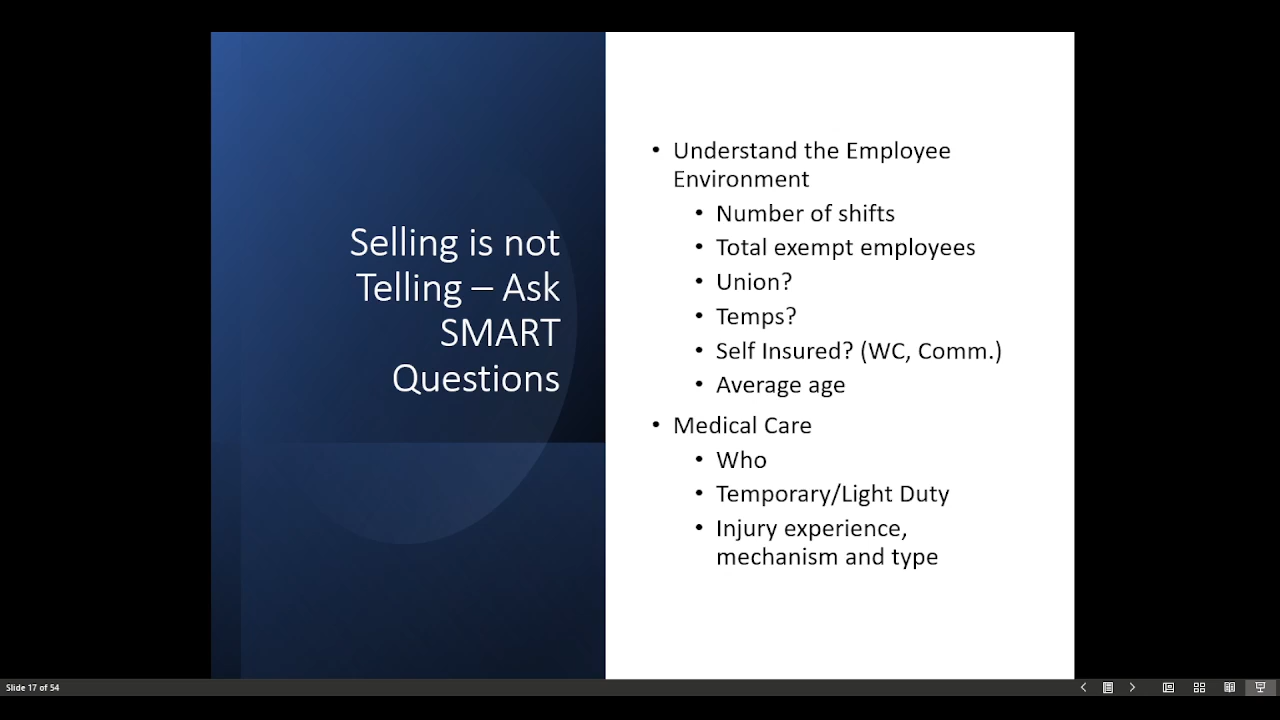 Selling is not
Telling – Ask
SMART
Questions
• Understand the Employee
Environment
• Number of shifts
• Total exempt employees
• Union?
• Temps?
• Self Insured? (WC, Comm.)
• Average age
• Medical Care
• Who
• Temporary/Light Duty
• Injury experience,
mechanism and type
Slide 17 of 54